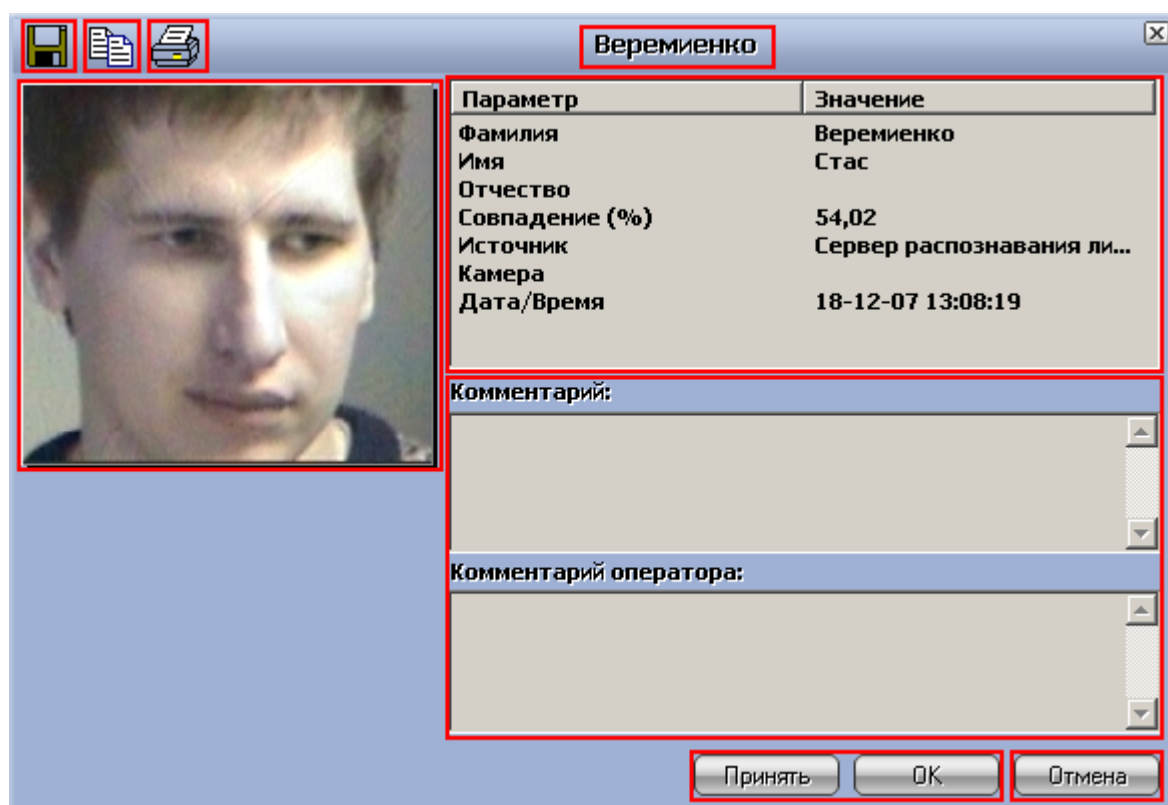 Веремиенко
Параметр Значение
Фамилия Веремиенко
Имя Стас
Отчество
Совпадение (%) 54,02
Источник Сервер распознавания ли...
Камера
Дата/Время 18-12-07 13:08:19
Комментарий:
Комментарий оператора:
Принять OK Отмена